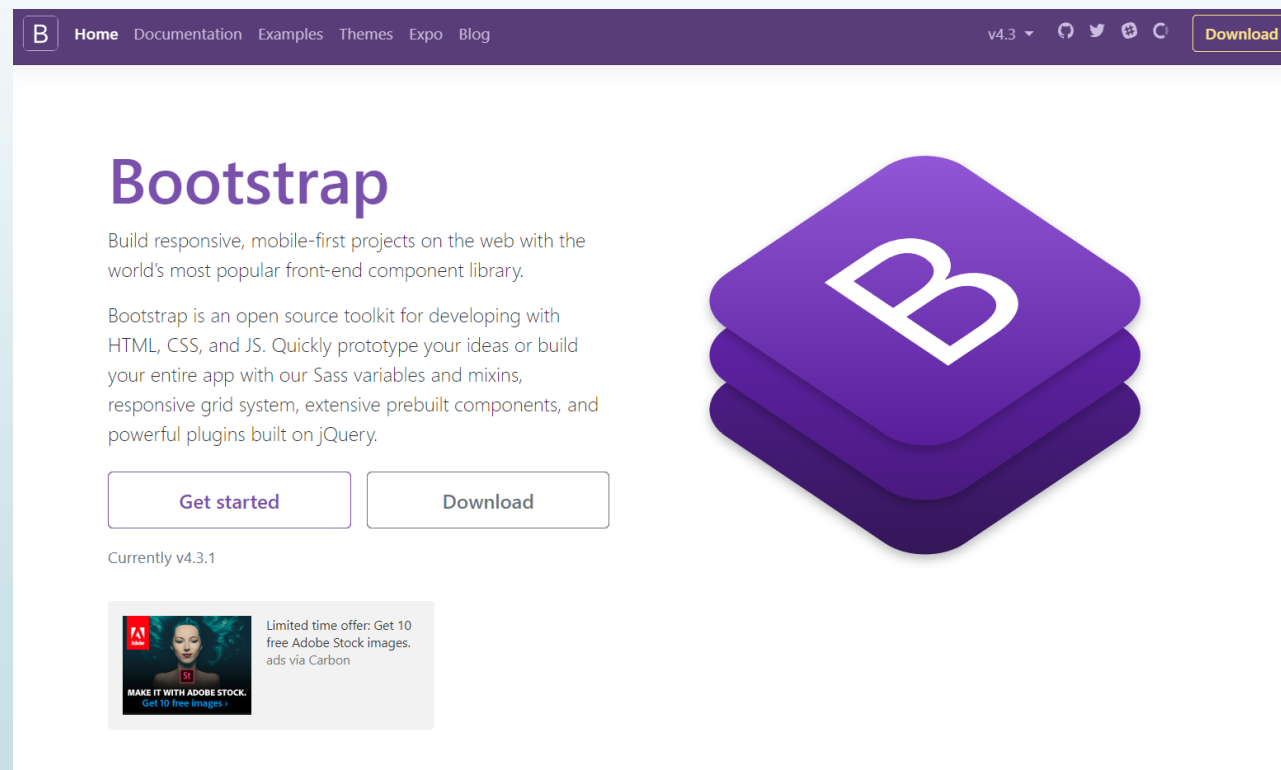 B Home Documentation Examples Themes Expo Blog v4.3 Download
Bootstrap
Build responsive, mobile-first projects on the web with the
world's most popular front-end component library.
Bootstrap is an open source toolkit for developing with
HTML, CSS, and JS. Quickly prototype your ideas or build
your entire app with our Sass variables and mixins,
responsive grid system, extensive prebuilt components, and
powerful plugins built on jQuery.
Get started Download
Currently v4.3.1
B
Adobe
St
MAKE IT WITH ADOBE STOCK.
Get 10 free images ›
Limited time offer: Get 10
free Adobe Stock images.
ads via Carbon